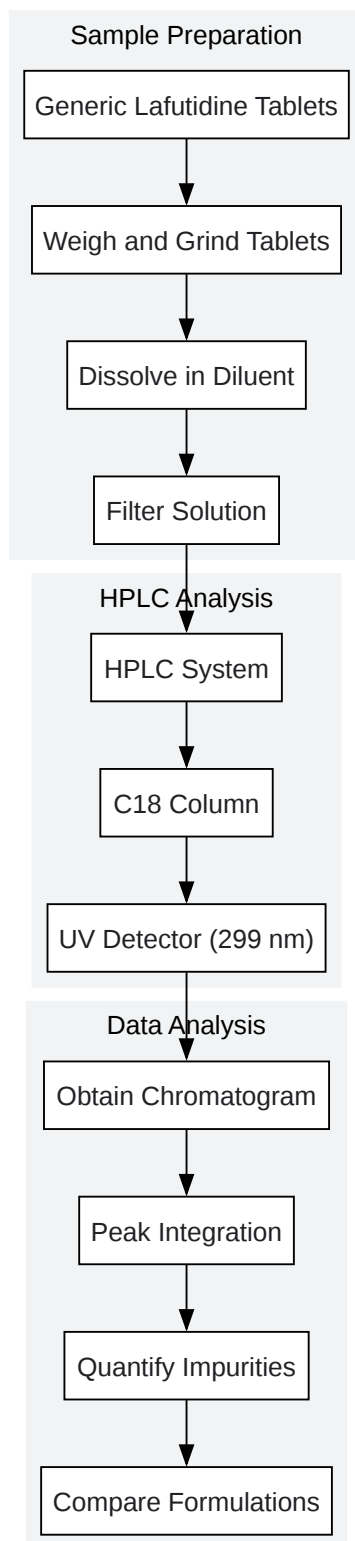 Sample Preparation
Generic Lafutidine Tablets
Weigh and Grind Tablets
Dissolve in Diluent
Filter Solution
HPLC Analysis
HPLC System
C18 Column
UV Detector (299 nm)
Data Analysis
Obtain Chromatogram
Peak Integration
Quantify Impurities
Compare Formulations